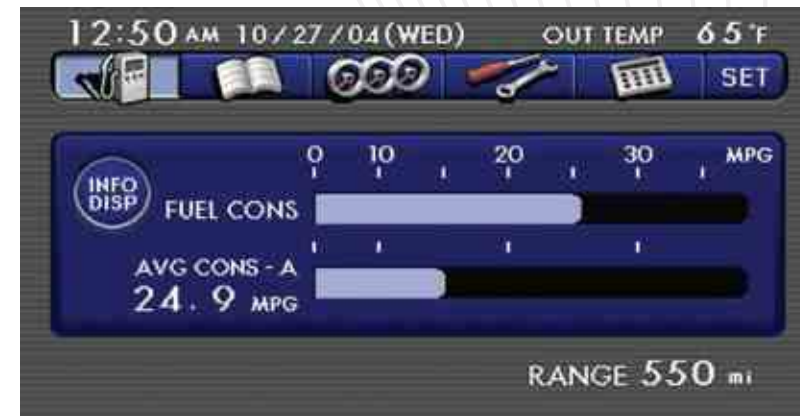 12:50 AM 10/27/04(WED) OUT TEMP 65°F
SET
0 10 20 30 MPG
INFO
DISP
FUEL CONS
AVG CONS - A
24.9 MPG
RANGE 550 mi